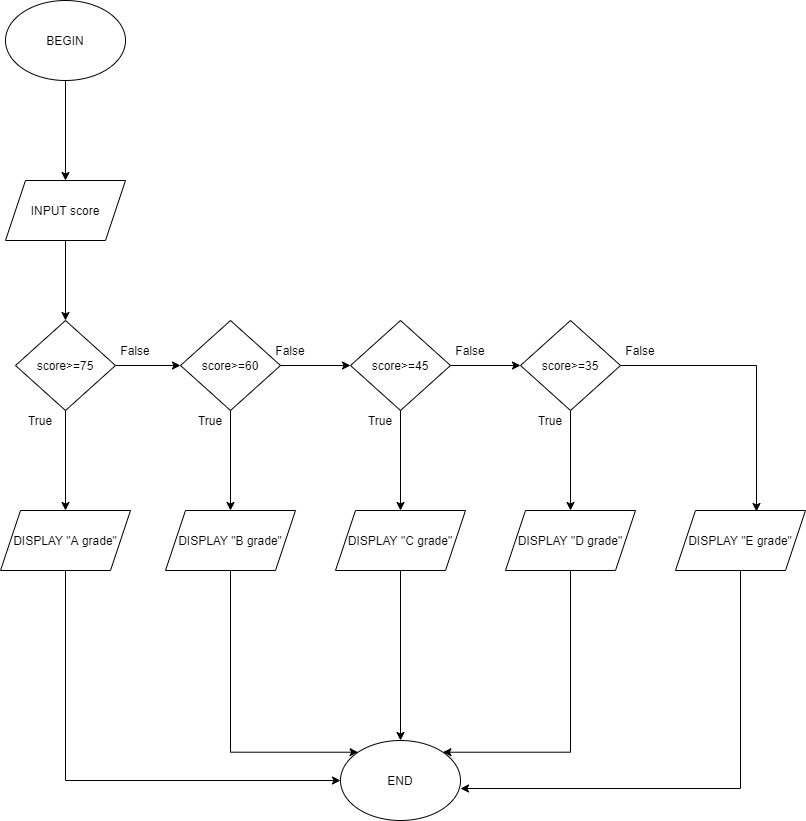 BEGIN
INPUT score
False
False
False
False
score>=75
score>=60
score>=45
score>=35
True
True
True
True
DISPLAY "A grade"
DISPLAY "B grade"
DISPLAY "C grade"
DISPLAY "D grade"
DISPLAY "E grade"
END